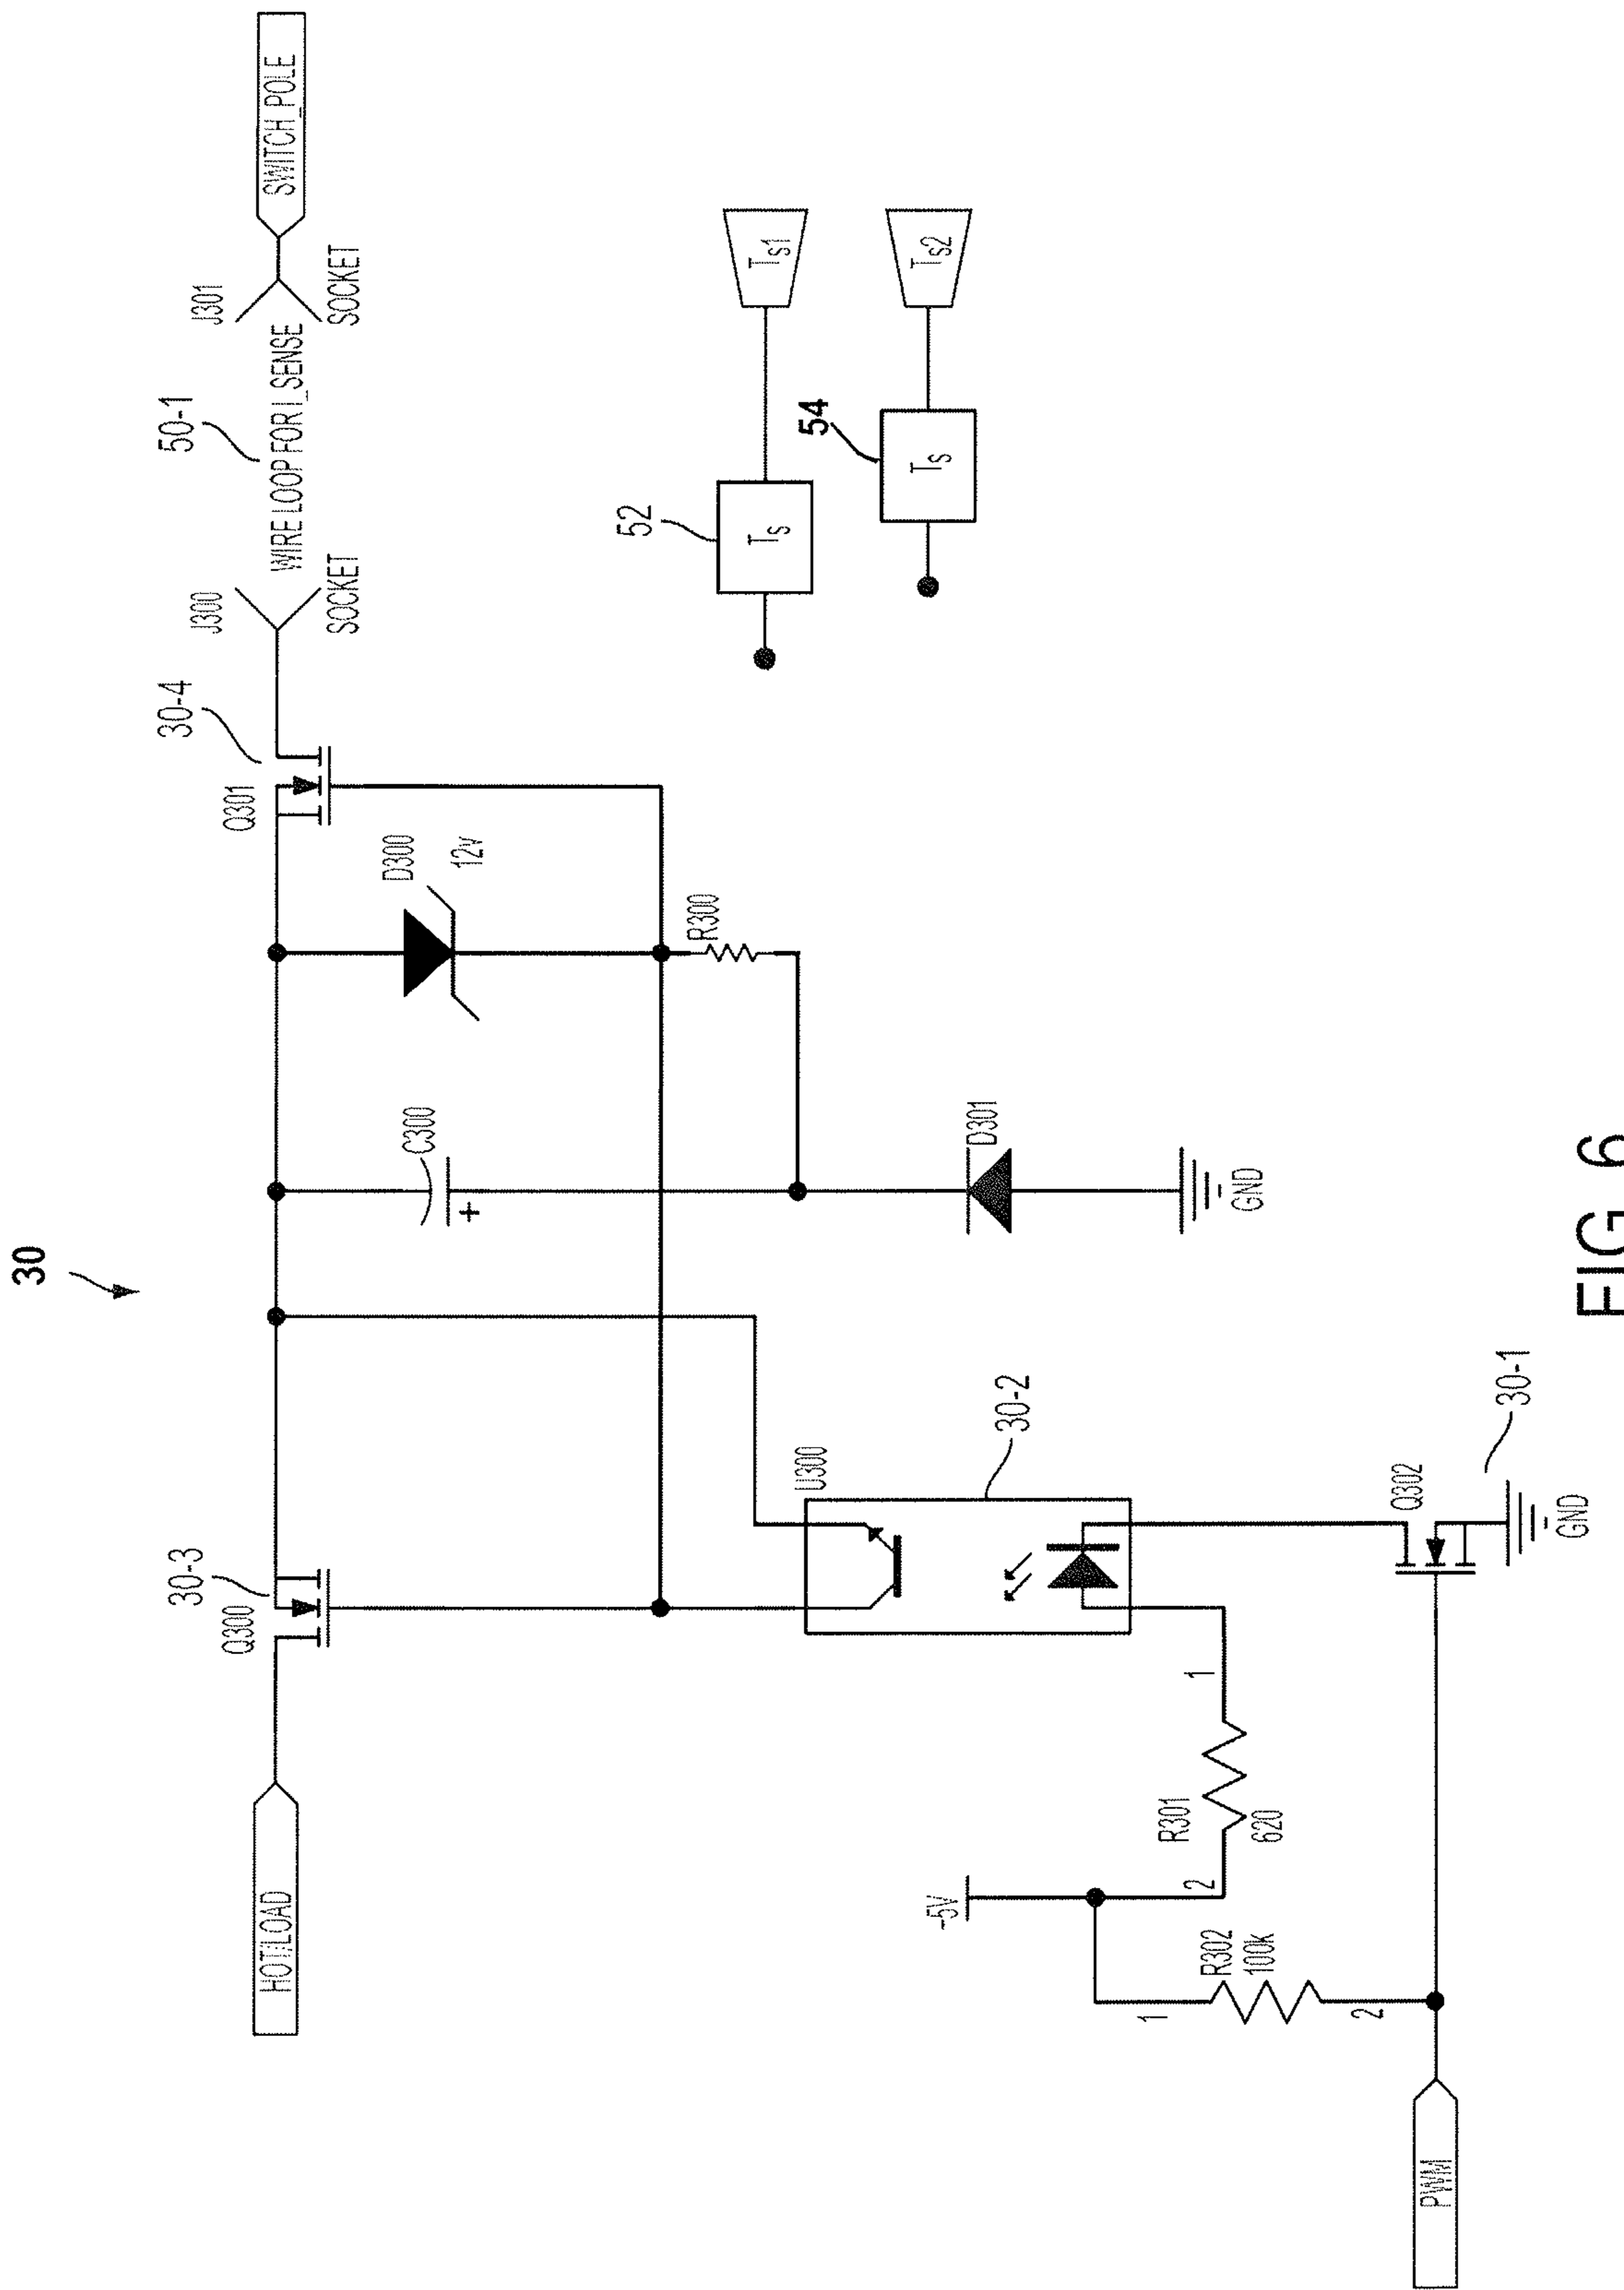 30
HOT/LOAD
Q300
30-3
C300
D300
12v
Q301
30-4
J300
SOCKET
50-1
WIRE LOOP FOR I_SENSE
J301
SOCKET
SWITCH_POLE
R300
52
Ts
Ts1
54
Ts
Ts2
U300
30-2
D301
GND
~5V
R301
620
1
2
R302
100k
1
2
PWM
Q302
30-1
GND
FIG. 6